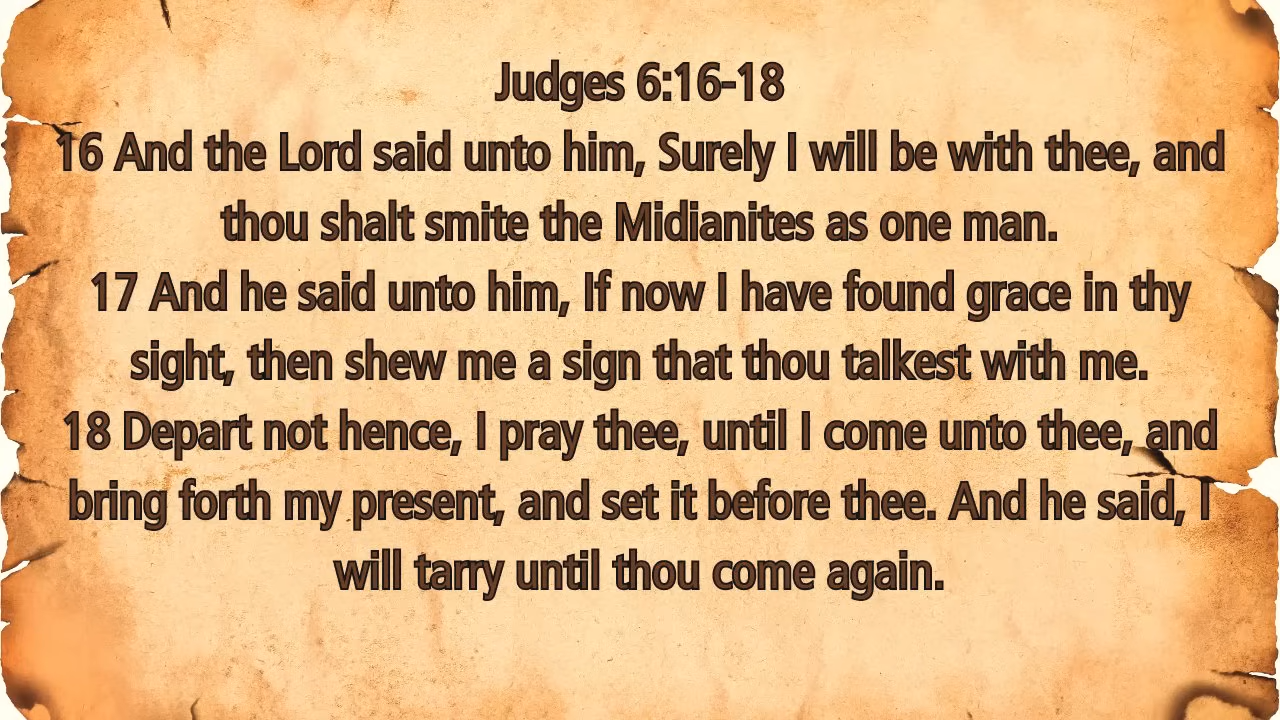 Judges 6:16-18
16 And the Lord said unto him, Surely I will be with thee, and
thou shalt smite the Midianites as one man.
17 And he said unto him, If now I have found grace in thy
sight, then shew me a sign that thou talkest with me.
18 Depart not hence, I pray thee, until I come unto thee, and
bring forth my present, and set it before thee. And he said, I
will tarry until thou come again.